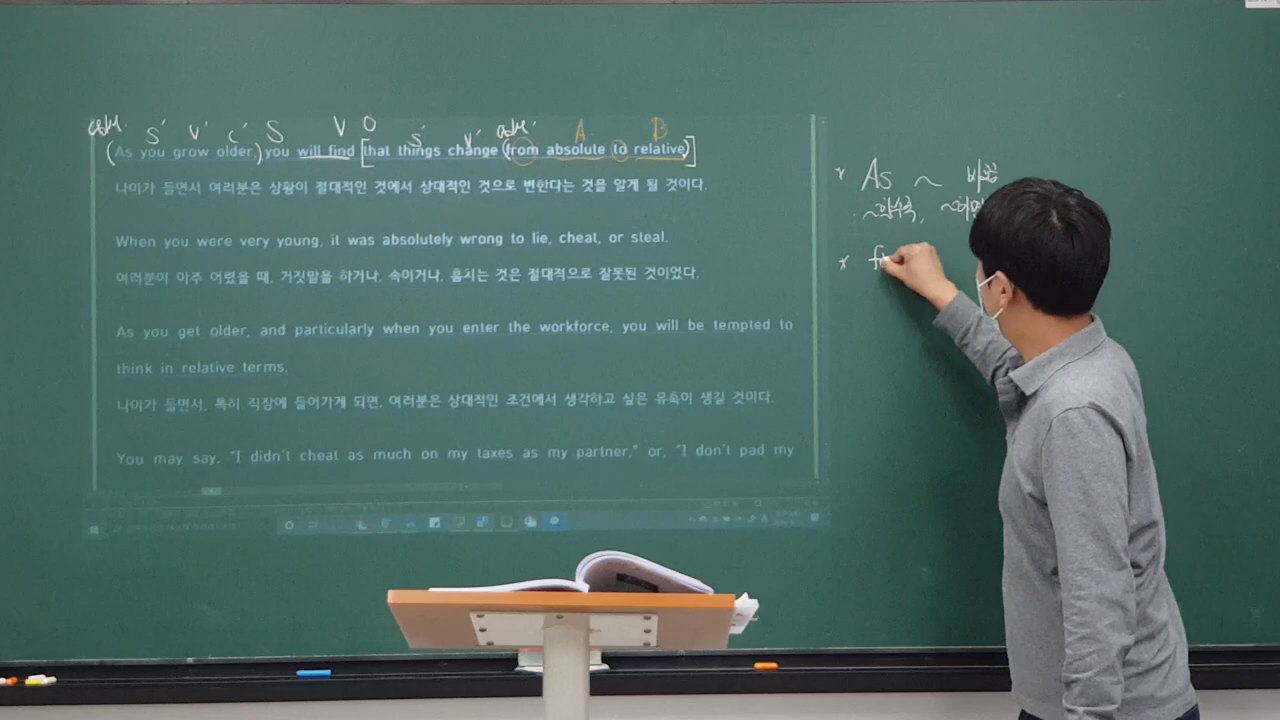 S' V' C' S V O S' V' A B
(As you grow older,) you will find [that things change (from absolute to relative)]
나이가 들면서 여러분은 상황이 절대적인 것에서 상대적인 것으로 변한다는 것을 알게 될 것이다.
When you were very young, it was absolutely wrong to lie, cheat, or steal.
여러분이 아주 어렸을 때, 거짓말을 하거나, 속이거나, 훔치는 것은 절대적으로 잘못된 것이었다.
As you get older, and particularly when you enter the workforce, you will be tempted to
think in relative terms.
나이가 들면서, 특히 직장에 들어가게 되면, 여러분은 상대적인 조건에서 생각하고 싶은 유혹이 생길 것이다.
You may say, "I didn't cheat as much on my taxes as my partner," or, "I don't pad my
* As ~
~할수록, ~하면
*